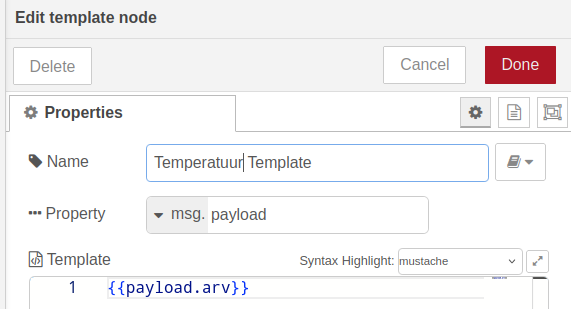 Edit template node
Delete
Cancel
Done
Properties
Name
Temperatuur Template
Property
msg. payload
Template
Syntax Highlight: mustache
1 {{payload.arv}}